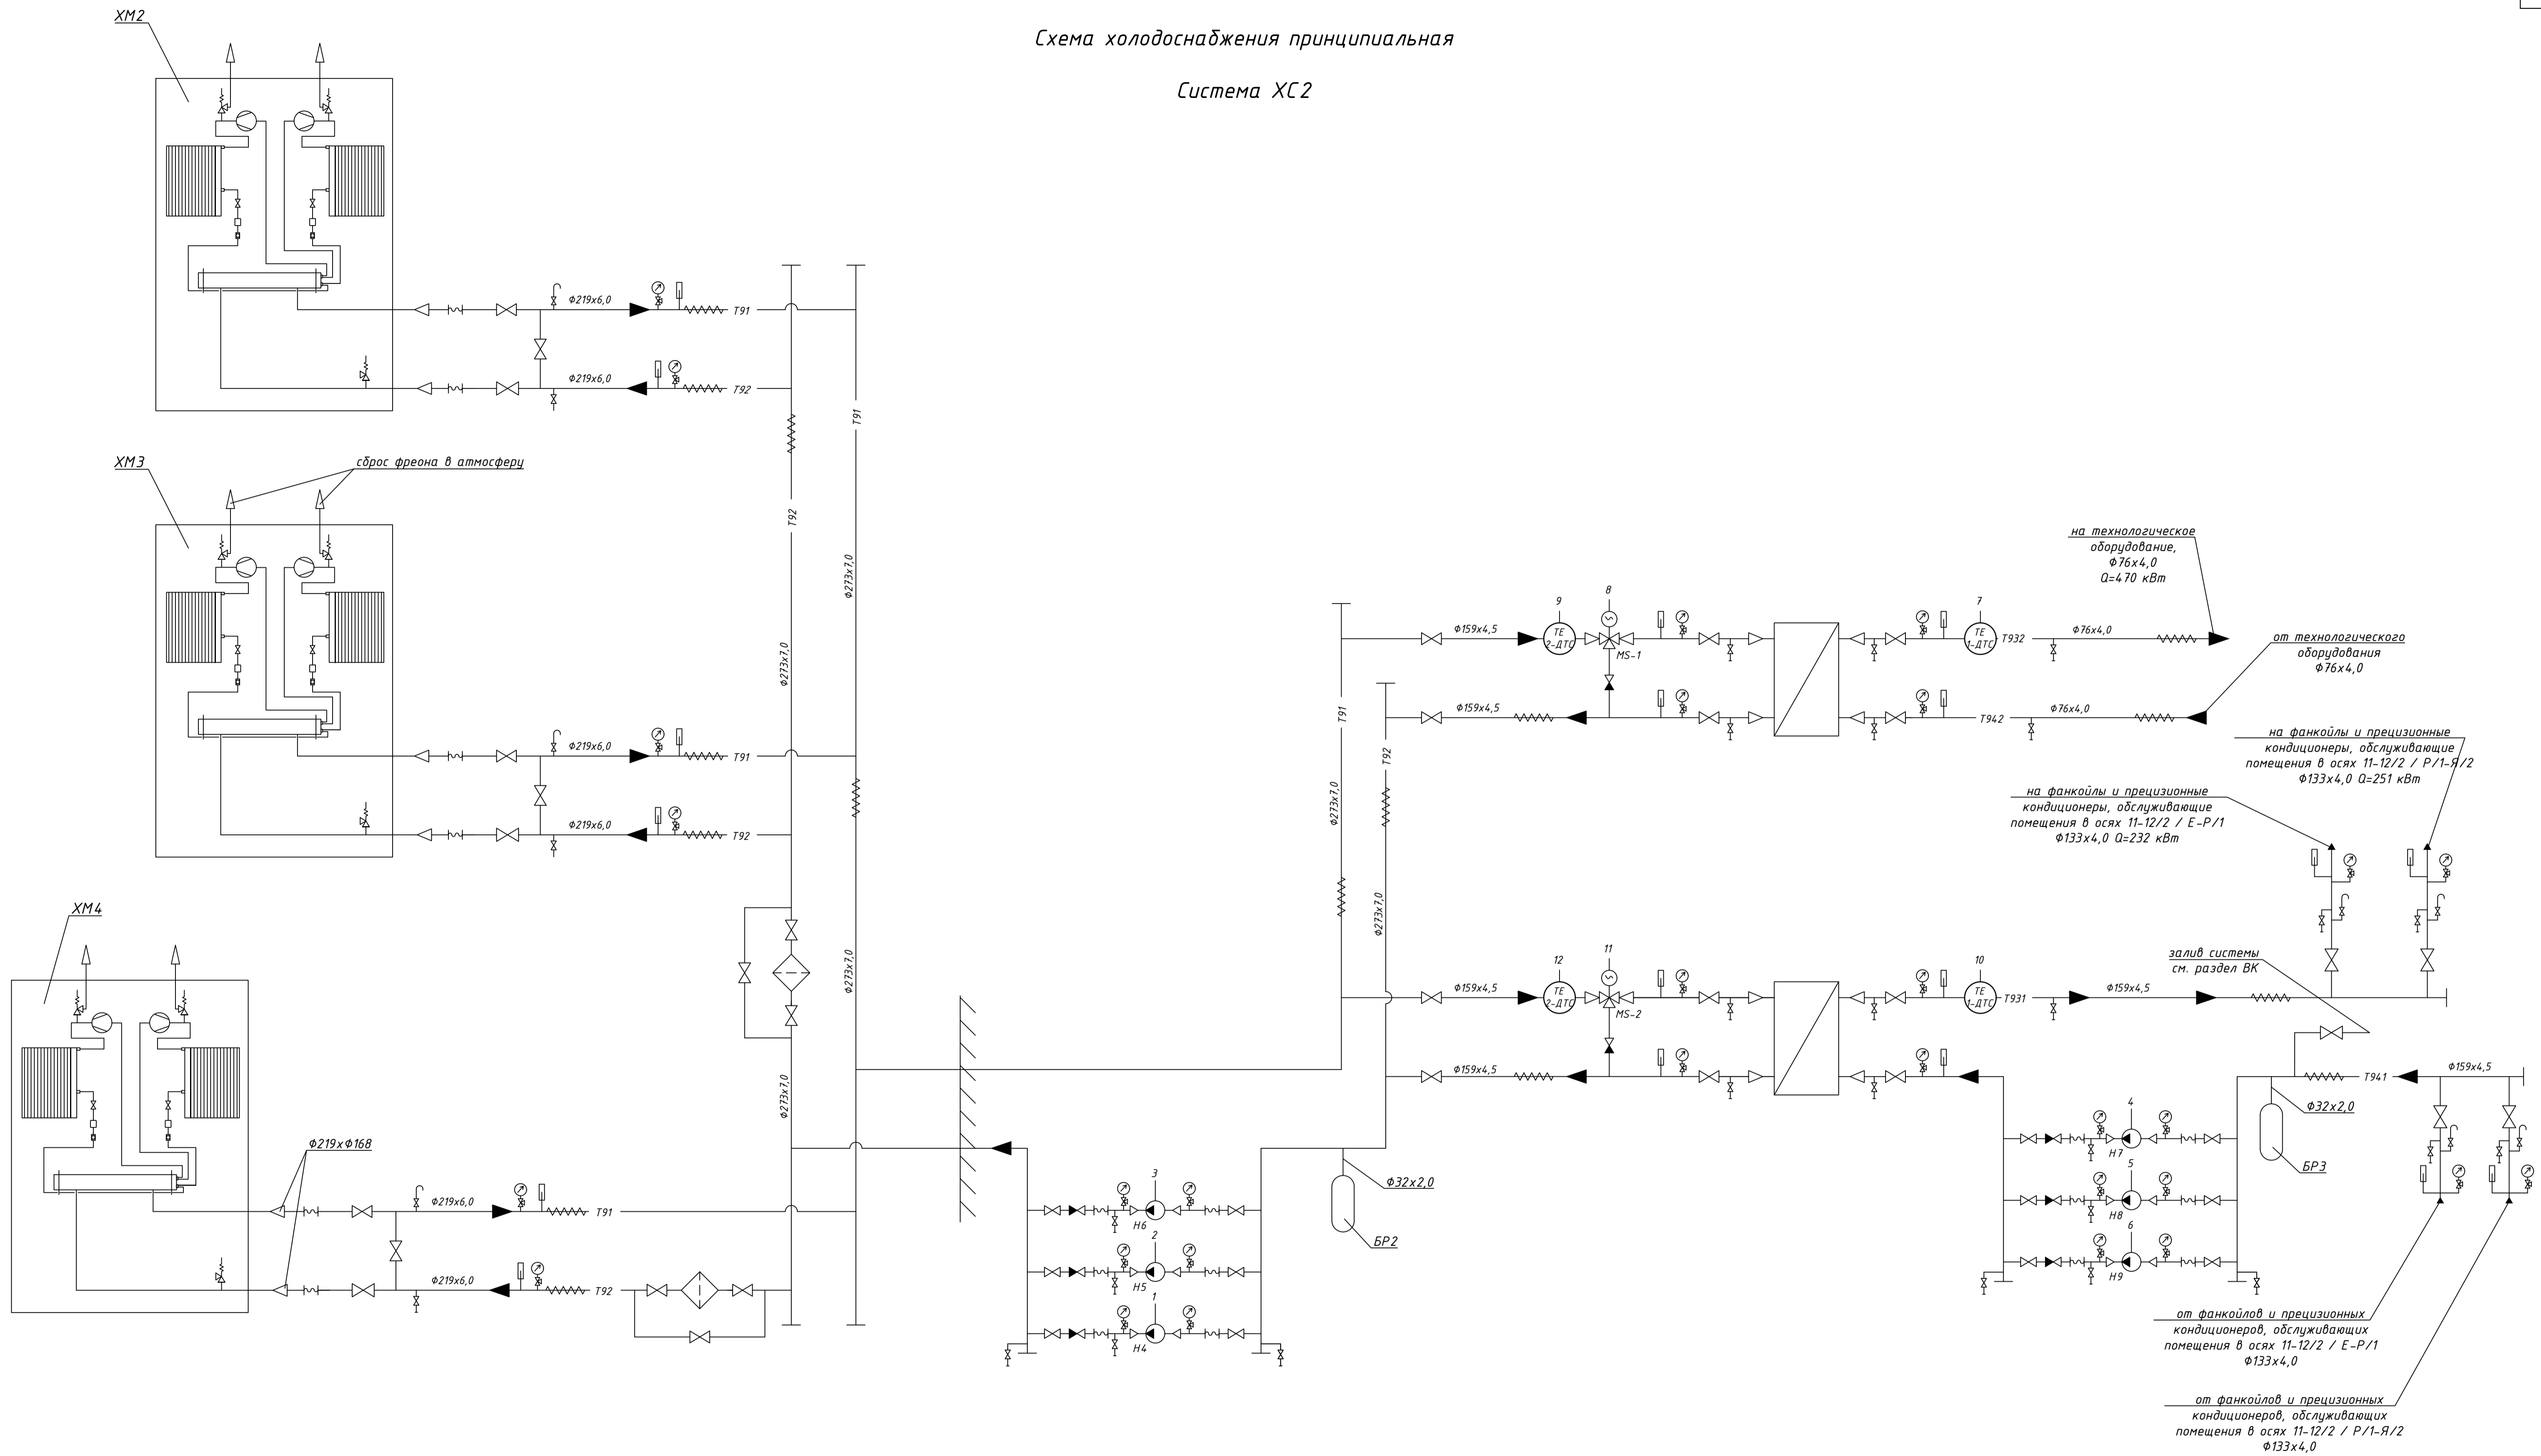 Схема холодоснабжения принципиальная
Система ХС2
ХМ2
Ф219х6,0
Т91
Ф219х6,0
Т92
Т91
Т92
ХМ3
сброс фреона в атмосферу
Ф273х7,0
Ф273х7,0
Ф219х6,0
Т91
Ф219х6,0
Т92
ХМ4
Ф273х7,0
Ф273х7,0
Ф219хФ168
Ф219х6,0
Т91
Ф219х6,0
Т92
3
Н6
2
Н5
1
Н4
Ф32х2,0
БР2
Т91
Т92
Ф273х7,0
Ф273х7,0
Ф159х4,5
9
ТЕ
2-ДТС
8
MS-1
7
ТЕ
1-ДТС
Т932
Ф76х4,0
на технологическое
оборудование,
Ф76х4,0
Q=470 кВт
Ф159х4,5
Т942
Ф76х4,0
от технологического
оборудования
Ф76х4,0
на фанкойлы и прецизионные
кондиционеры, обслуживающие
помещения в осях 11-12/2 / Р/1-Я/2
Ф133х4,0 Q=251 кВт
на фанкойлы и прецизионные
кондиционеры, обслуживающие
помещения в осях 11-12/2 / Е-Р/1
Ф133х4,0 Q=232 кВт
Ф159х4,5
12
ТЕ
2-ДТС
11
MS-2
10
ТЕ
1-ДТС
Т931
Ф159х4,5
залив системы
см. раздел ВК
Ф159х4,5
Т941
Ф159х4,5
Ф32х2,0
БР3
4
Н7
5
Н8
6
Н9
от фанкойлов и прецизионных
кондиционеров, обслуживающих
помещения в осях 11-12/2 / Е-Р/1
Ф133х4,0
от фанкойлов и прецизионных
кондиционеров, обслуживающих
помещения в осях 11-12/2 / Р/1-Я/2
Ф133х4,0